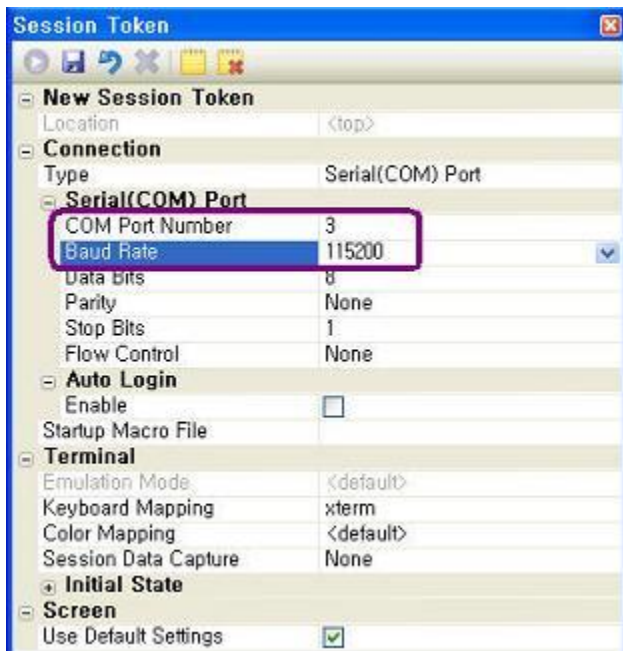 Session Token
New Session Token
Location <top>
Connection
Type Serial(COM) Port
Serial(COM) Port
COM Port Number 3
Baud Rate 115200
Data Bits 8
Parity None
Stop Bits 1
Flow Control None
Auto Login
Enable
Startup Macro File
Terminal
Emulation Mode <default>
Keyboard Mapping xterm
Color Mapping <default>
Session Data Capture None
Initial State
Screen
Use Default Settings